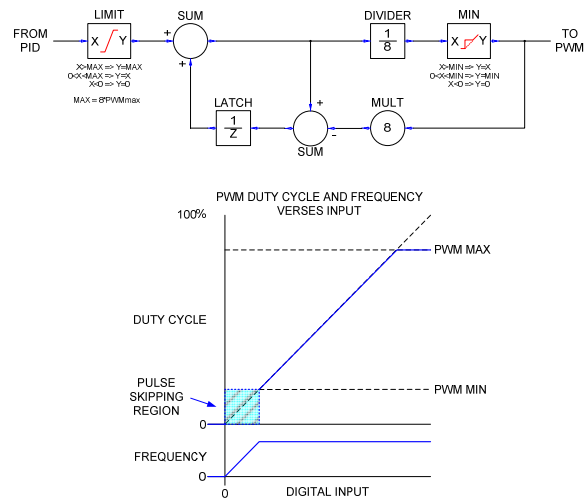 LIMIT
SUM
DIVIDER
MIN
FROM
PID
X
Y
+
+
1
8
X
Y
TO
PWM
X>MAX => Y=MAX
0<X<MAX => Y=X
X<0 => Y=0
MAX = 8*PWMmax
X>MIN => Y=X
0<X<MIN => Y=MIN
X<0 => Y=0
LATCH
1
Z
+
-
SUM
MULT
8
PWM DUTY CYCLE AND FREQUENCY
VERSES INPUT
100%
PWM MAX
DUTY CYCLE
PULSE
SKIPPING
REGION
PWM MIN
0
FREQUENCY
0
0
DIGITAL INPUT